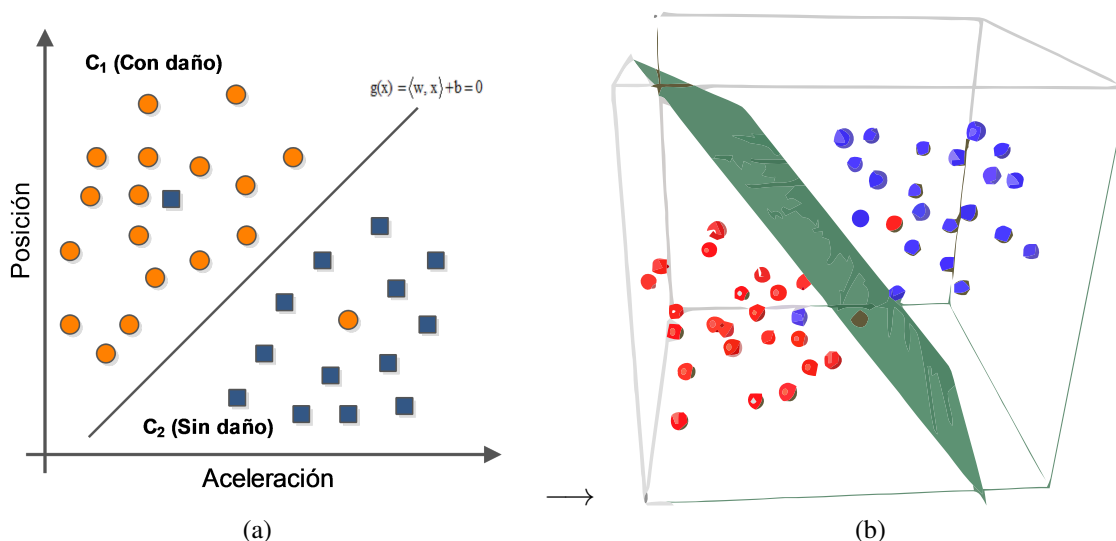 C₁ (Con daño)
g(x) = ⟨w, x⟩ + b = 0
Posición
C₂ (Sin daño)
Aceleración
→
(a)
(b)